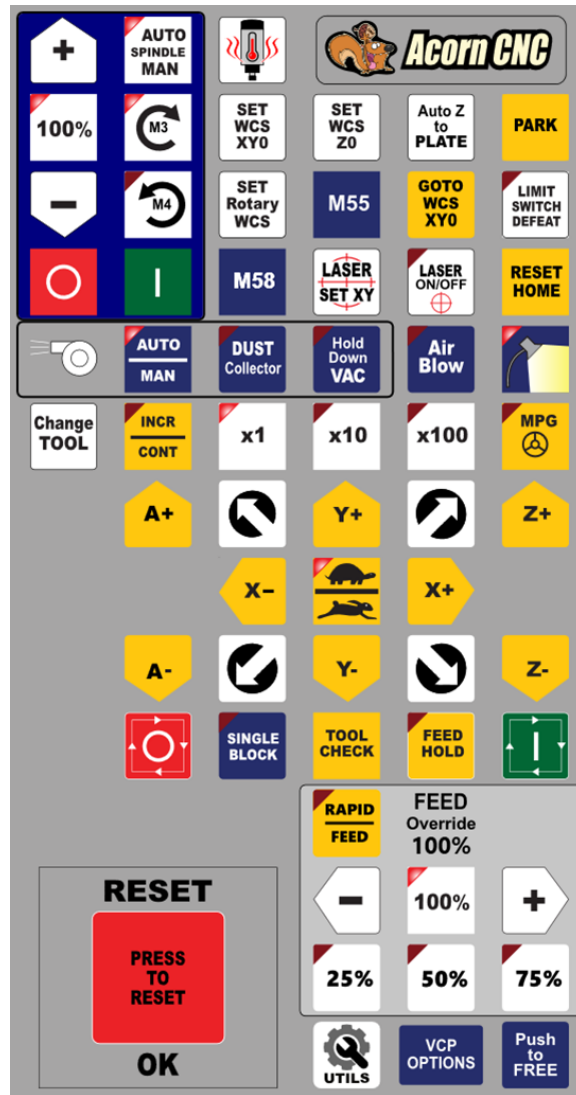 +
AUTO
SPINDLE
MAN
Acorn CNC
100%
M3
SET
WCS
XY0
SET
WCS
Z0
Auto Z
to
PLATE
PARK
−
M4
SET
Rotary
WCS
M55
GOTO
WCS
XY0
LIMIT
SWITCH
DEFEAT
M58
LASER
SET XY
LASER
ON/OFF
RESET
HOME
AUTO
MAN
DUST
Collector
Hold
Down
VAC
Air
Blow
Change
TOOL
INCR
CONT
x1
x10
x100
MPG
A+
Y+
Z+
X−
X+
A-
Y-
Z-
SINGLE
BLOCK
TOOL
CHECK
FEED
HOLD
RAPID
FEED
FEED
Override
100%
−
100%
+
25%
50%
75%
RESET
PRESS
TO
RESET
OK
UTILS
VCP
OPTIONS
Push
to
FREE